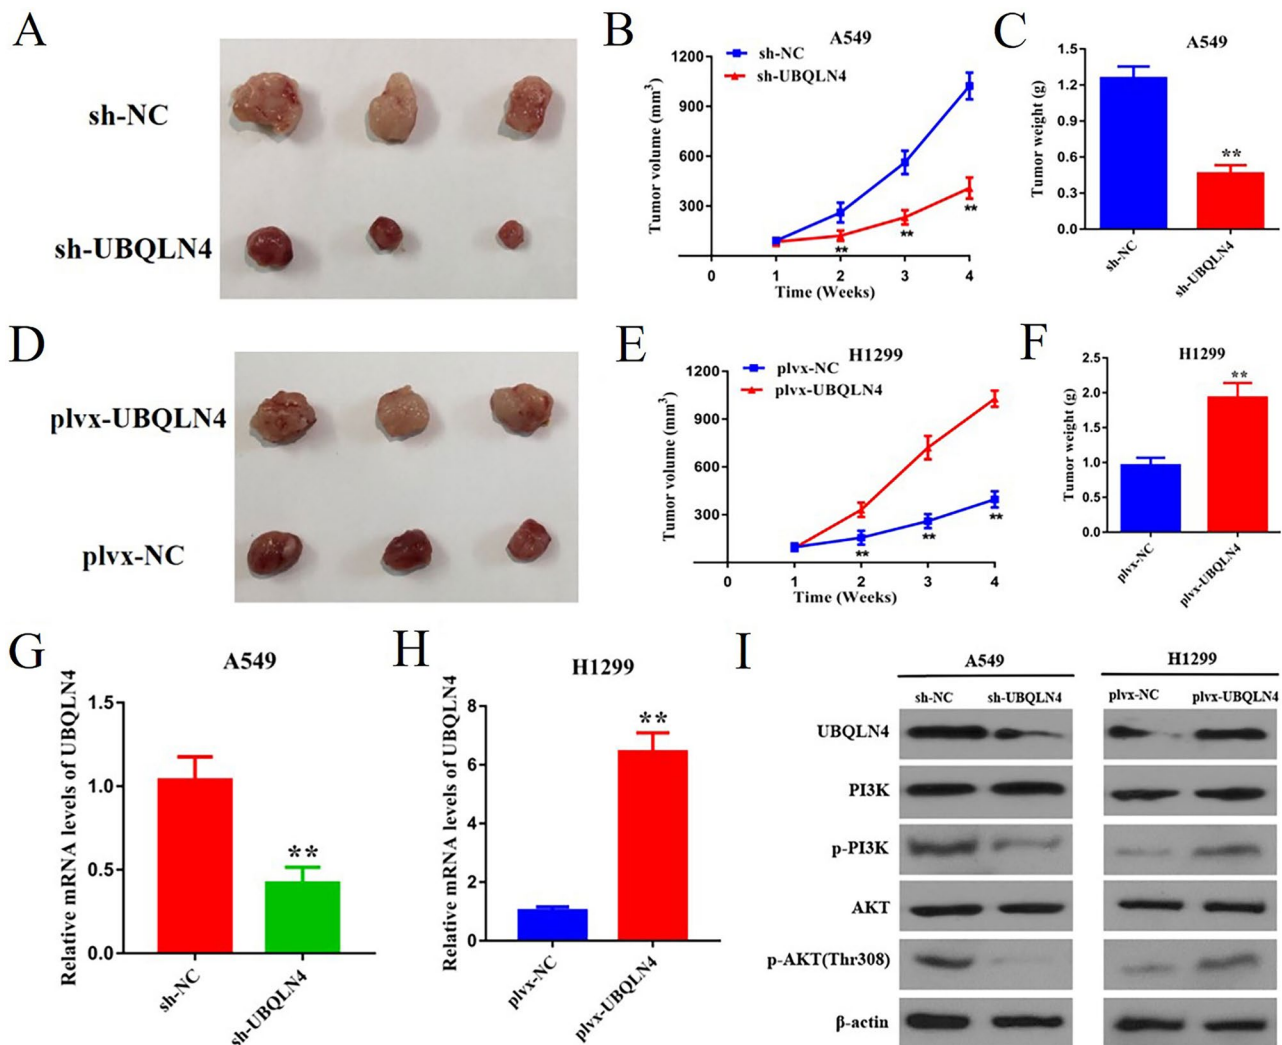 A
sh-NC
sh-UBQLN4
B
A549
sh-NC
sh-UBQLN4
Tumor volume (mm3)
1200
900
600
300
**
**
**
0
1
2
3
4
Time (Weeks)
C
A549
Tumor weight (g)
1.5
1.2
0.9
0.6
0.3
0.0
**
sh-NC
sh-UBQLN4
D
plvx-UBQLN4
plvx-NC
E
H1299
plvx-NC
plvx-UBQLN4
Tumor volume (mm3)
1200
900
600
300
**
**
**
0
1
2
3
4
Time (Weeks)
F
H1299
Tumor weight (g)
2.5
2.0
1.5
1.0
0.5
0.0
**
plvx-NC
plvx-UBQLN4
G
A549
Relative mRNA levels of UBQLN4
1.5
1.0
0.5
0.0
**
sh-NC
sh-UBQLN4
H
H1299
Relative mRNA levels of UBQLN4
8
6
4
2
0
**
plvx-NC
plvx-UBQLN4
I
A549
H1299
sh-NC
sh-UBQLN4
plvx-NC
plvx-UBQLN4
UBQLN4
PI3K
p-PI3K
AKT
p-AKT(Thr308)
β-actin